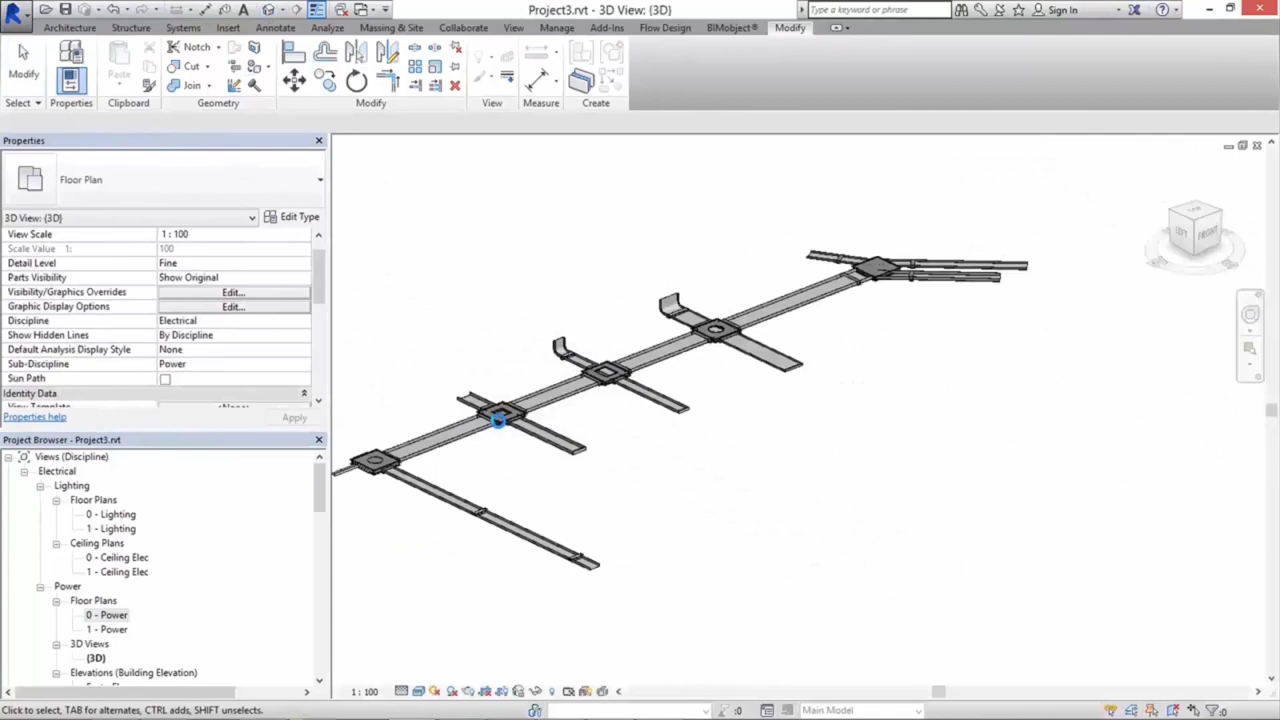 Project3.rvt - 3D View: {3D}
Type a keyword or phrase
Sign In
Architecture Structure Systems Insert Annotate Analyze Massing & Site Collaborate View Manage Add-Ins Flow Design BIMobject® Modify
Modify
Properties
Paste
Notch
Cut
Join
Select Properties Clipboard Geometry Modify View Measure Create
Properties
Floor Plan
3D View: {3D} Edit Type
View Scale 1 : 100
Scale Value 1: 100
Detail Level Fine
Parts Visibility Show Original
Visibility/Graphics Overrides Edit...
Graphic Display Options Edit...
Discipline Electrical
Show Hidden Lines By Discipline
Default Analysis Display Style None
Sub-Discipline Power
Sun Path
Identity Data
View Template <None>
Properties help Apply
Project Browser - Project3.rvt
Views (Discipline)
Electrical
Lighting
Floor Plans
0 - Lighting
1 - Lighting
Ceiling Plans
0 - Ceiling Elec
1 - Ceiling Elec
Power
Floor Plans
0 - Power
1 - Power
3D Views
{3D}
Elevations (Building Elevation)
LEFT FRONT
1 : 100
Click to select, TAB for alternates, CTRL adds, SHIFT unselects.
:0
Main Model
:0